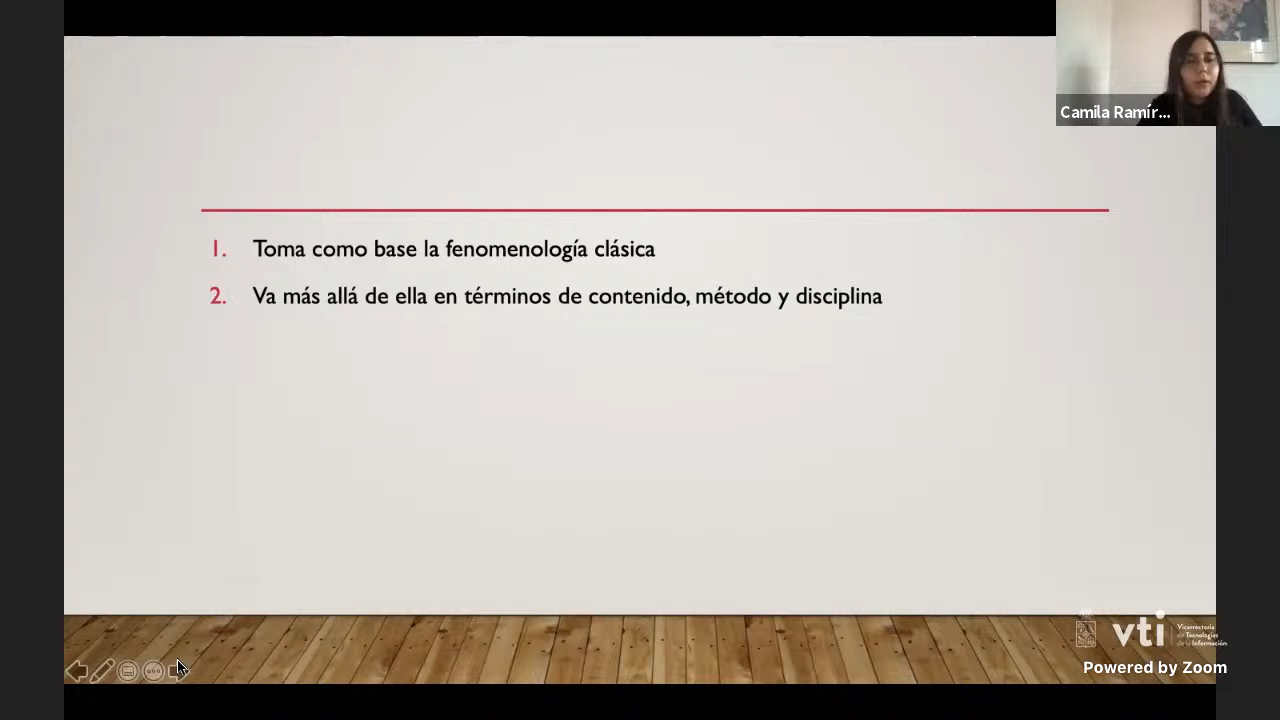 Camila Ramír...
1. Toma como base la fenomenología clásica
2. Va más allá de ella en términos de contenido, método y disciplina
vti
Vicerrectoría
de Tecnologías
de la Información
Powered by Zoom